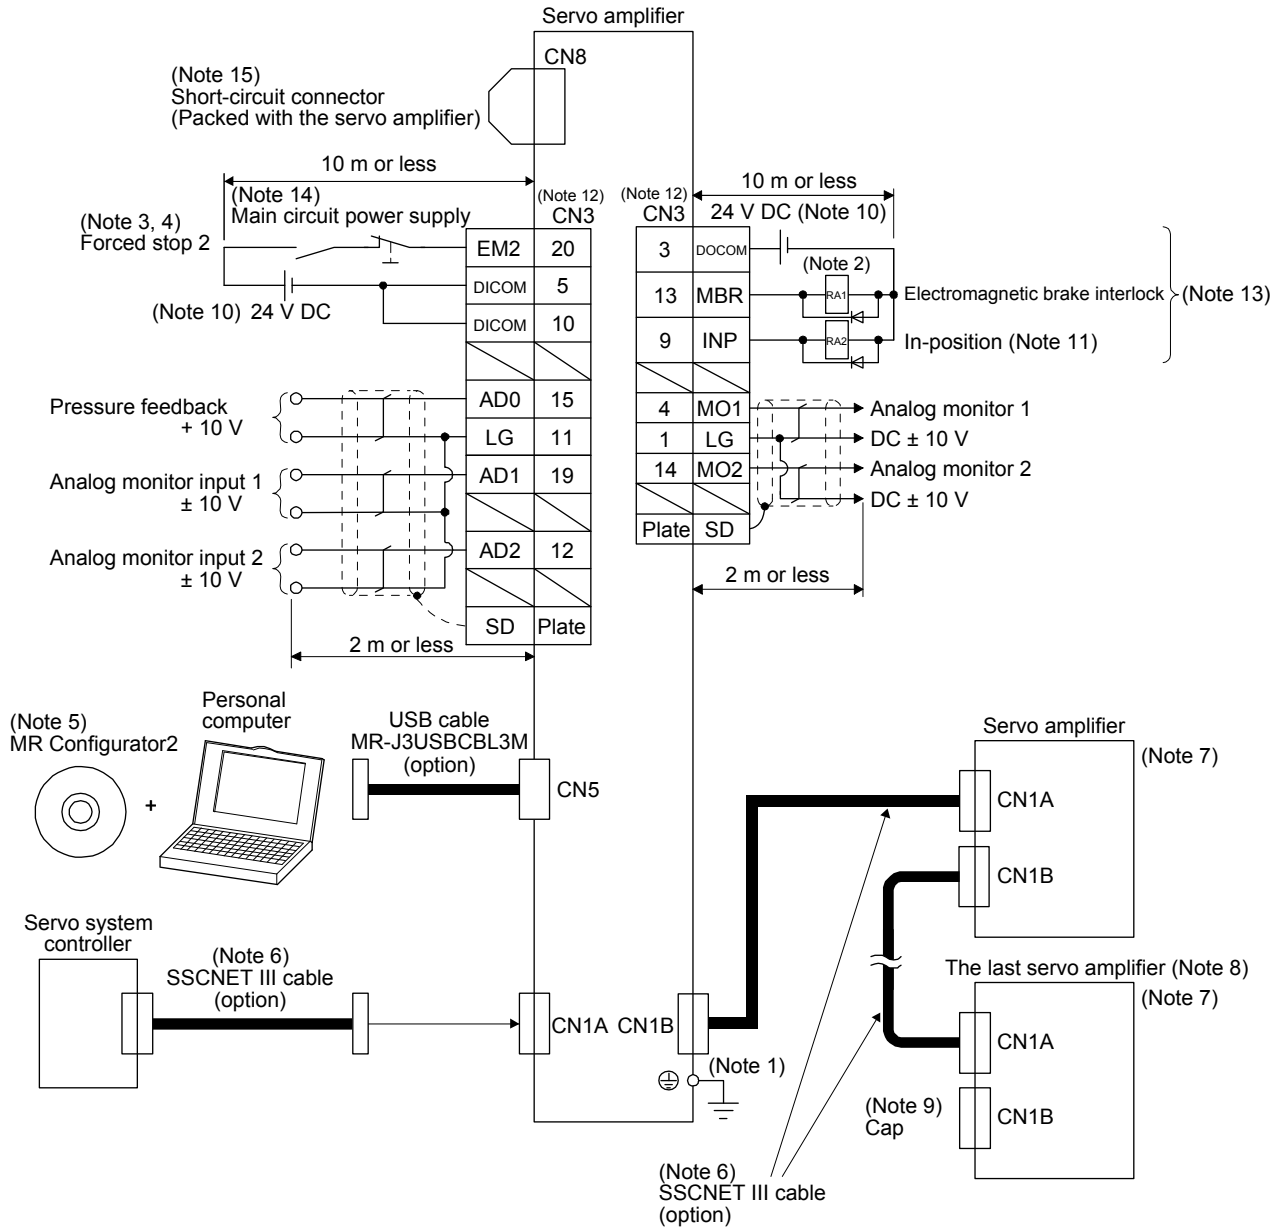 Servo amplifier
CN8
(Note 15)
Short-circuit connector
(Packed with the servo amplifier)
10 m or less
(Note 14)
Main circuit power supply
(Note 3, 4)
Forced stop 2
(Note 10) 24 V DC
(Note 12)
CN3
EM2 20
DICOM 5
DICOM 10
AD0 15
LG 11
AD1 19
AD2 12
SD Plate
Pressure feedback
+ 10 V
Analog monitor input 1
± 10 V
Analog monitor input 2
± 10 V
2 m or less
(Note 12)
CN3
10 m or less
24 V DC (Note 10)
3 DOCOM
(Note 2)
13 MBR RA1 Electromagnetic brake interlock (Note 13)
9 INP RA2 In-position (Note 11)
4 MO1 Analog monitor 1
1 LG DC ± 10 V
14 MO2 Analog monitor 2
DC ± 10 V
Plate SD
2 m or less
(Note 5)
MR Configurator2
+
Personal
computer
USB cable
MR-J3USBCBL3M
(option)
CN5
Servo system
controller
(Note 6)
SSCNET III cable
(option)
CN1A CN1B
(Note 1)
Servo amplifier
(Note 7)
CN1A
CN1B
The last servo amplifier (Note 8)
(Note 7)
CN1A
CN1B
(Note 9)
Cap
(Note 6)
SSCNET III cable
(option)